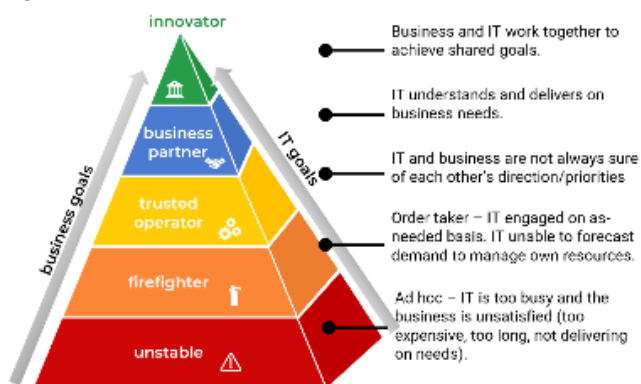 innovator
Business and IT work together to
achieve shared goals.
business
partner
IT understands and delivers on
business needs.
business goals
IT goals
IT and business are not always sure
of each other's direction/priorities
trusted
operator
Order taker – IT engaged on as-
needed basis. IT unable to forecast
demand to manage own resources.
firefighter
Ad hoc – IT is too busy and the
business is unsatisfied (too
expensive, too long, not delivering
on needs).
unstable